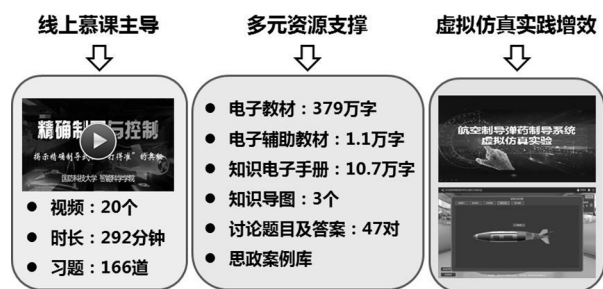 线上慕课主导
多元资源支撑
虚拟仿真实践增效
精确制导与控制
国防科技大学 智能科学学院
● 视频：20个
● 时长：292分钟
● 习题：166道
● 电子教材：379万字
● 电子辅助教材：1.1万字
● 知识电子手册：10.7万字
● 知识导图：3个
● 讨论题目及答案：47对
● 思政案例库
航空制导弹药制导系统
虚拟仿真实验